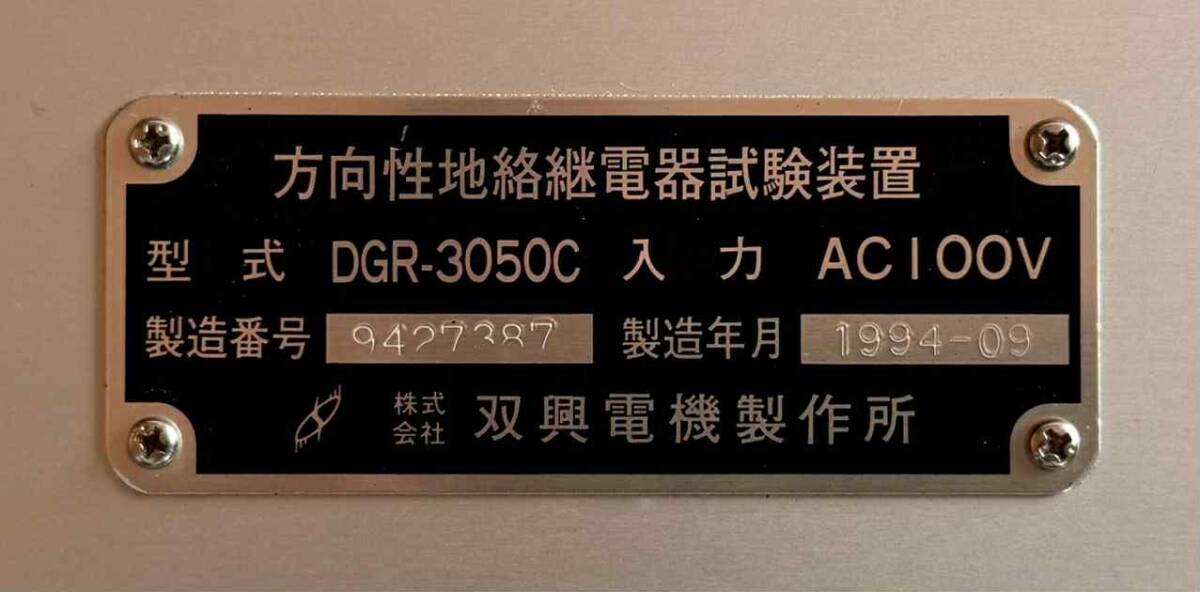 方向性地絡継電器試験装置
型式 DGR-3050C 入力 AC100V
製造番号 9427387 製造年月 1994-09
株式会社 双興電機製作所